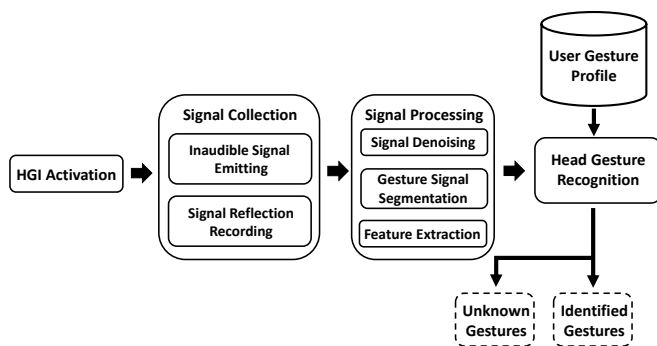 HGI Activation
Signal Collection
Inaudible Signal
Emitting
Signal Reflection
Recording
Signal Processing
Signal Denoising
Gesture Signal
Segmentation
Feature Extraction
User Gesture
Profile
Head Gesture
Recognition
Unknown
Gestures
Identified
Gestures